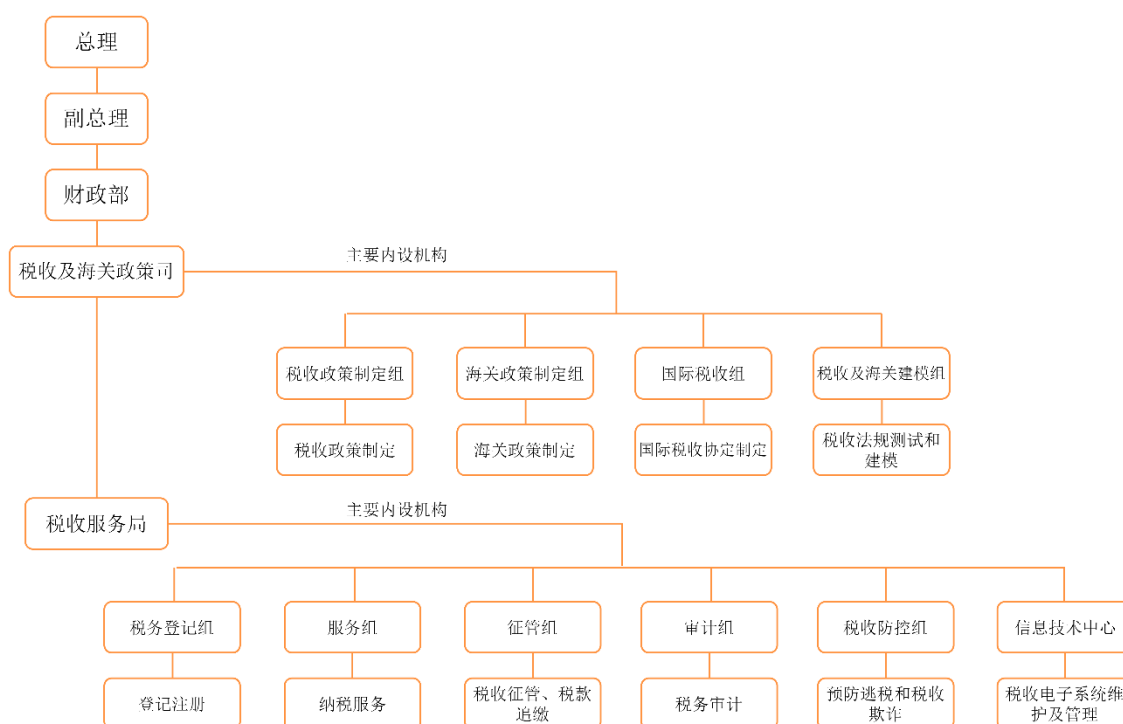 总理
副总理
财政部
税收及海关政策司
主要内设机构
税收政策制定组
海关政策制定组
国际税收组
税收及海关建模组
税收政策制定
海关政策制定
国际税收协定制定
税收法规测试和
建模
税收服务局
主要内设机构
税务登记组
服务组
征管组
审计组
税收防控组
信息技术中心
登记注册
纳税服务
税收征管、税款
追缴
税务审计
预防逃税和税收
欺诈
税收电子系统维
护及管理